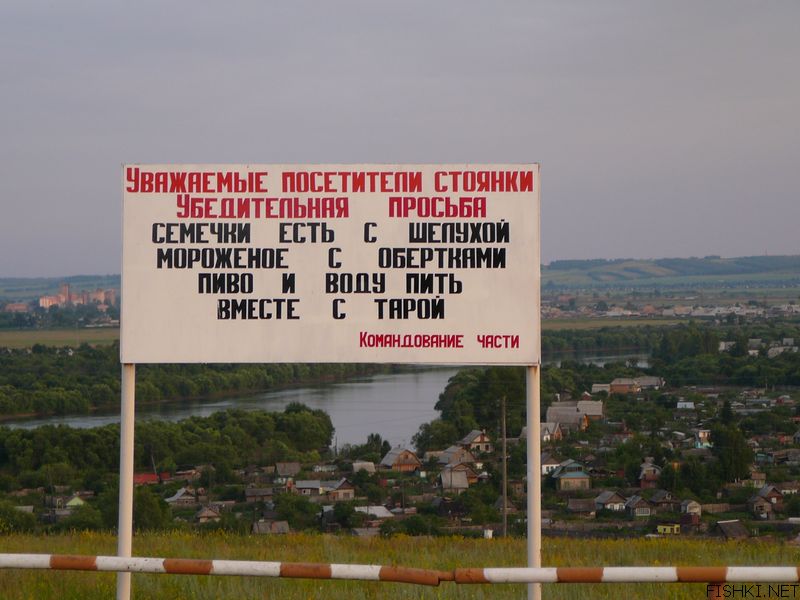 Уважаемые посетители стоянки
Убедительная просьба
семечки есть с шелухой
мороженое с обертками
пиво и воду пить
вместе с тарой
Командование части
FISHKI.NET